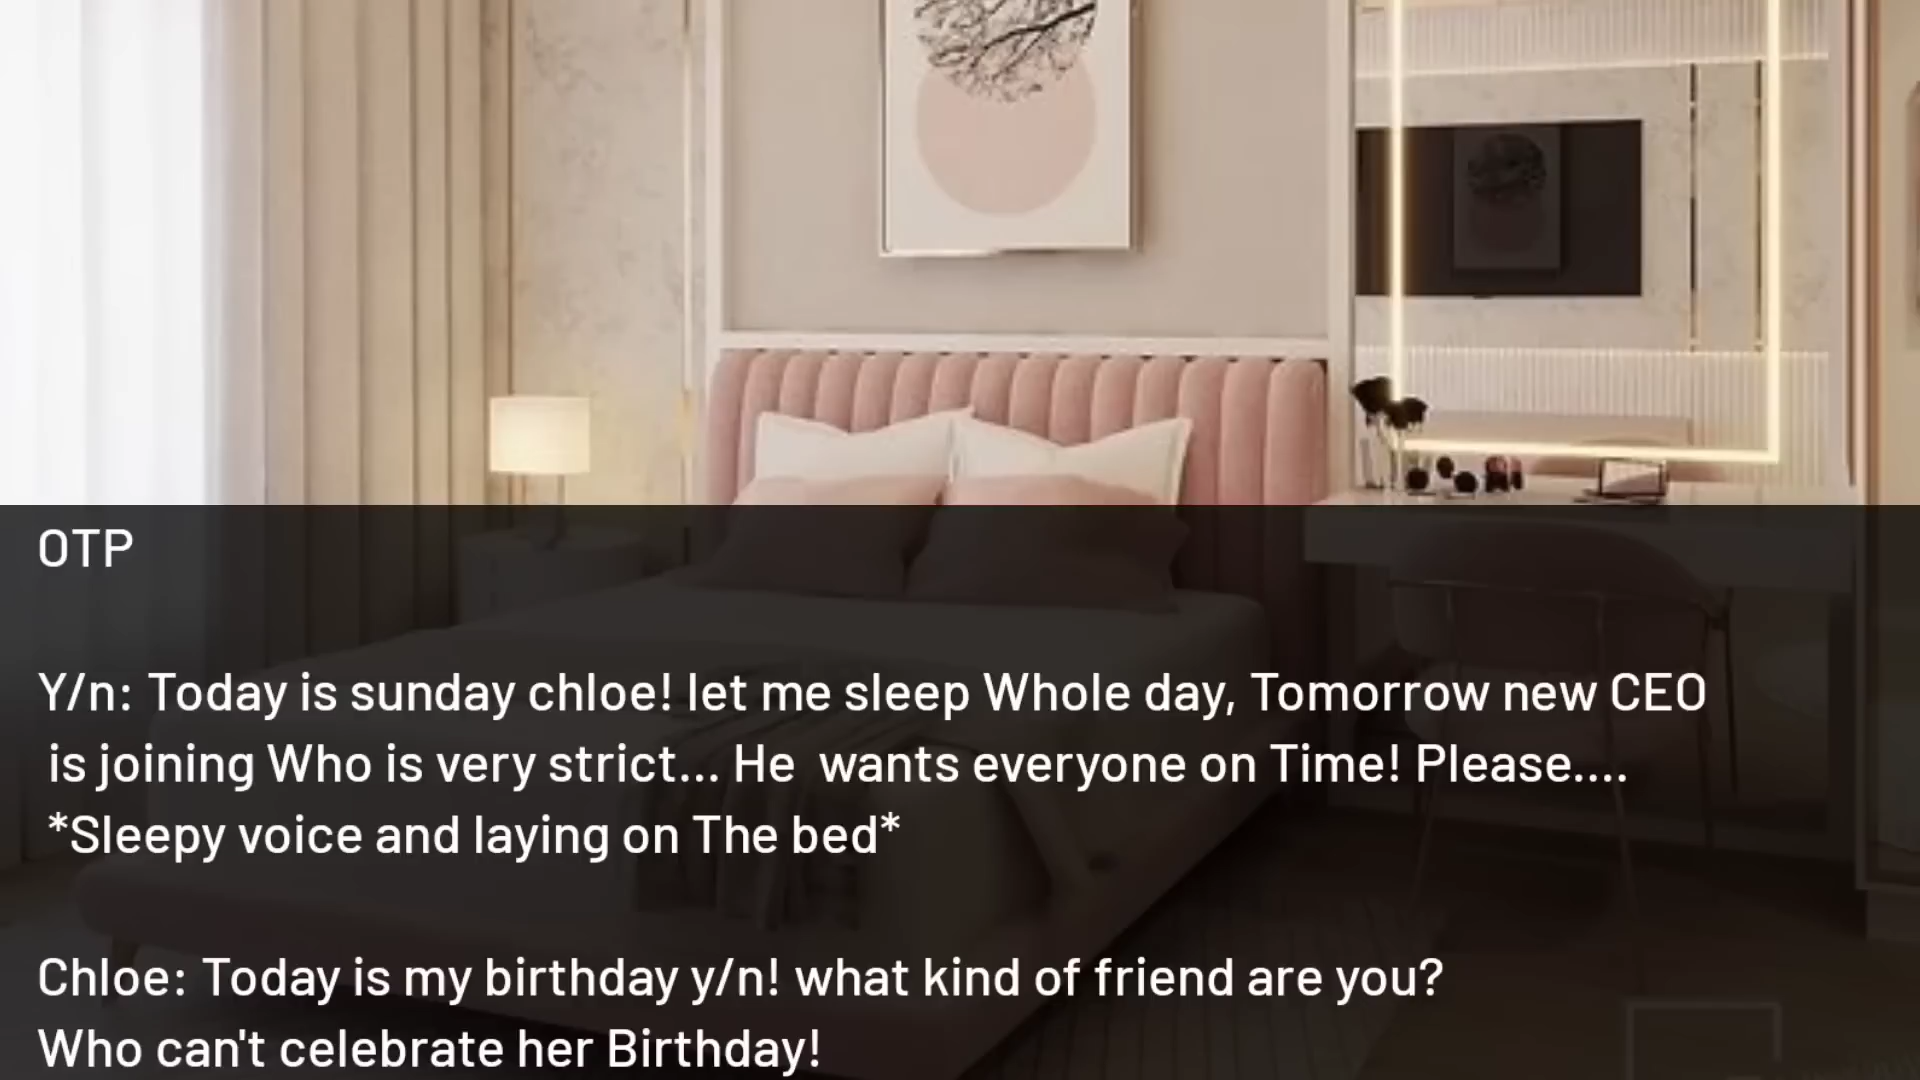 OTP
Y/n: Today is sunday chloe! let me sleep Whole day, Tomorrow new CEO
is joining Who is very strict... He  wants everyone on Time! Please....
*Sleepy voice and laying on The bed*
Chloe: Today is my birthday y/n! what kind of friend are you?
Who can't celebrate her Birthday!